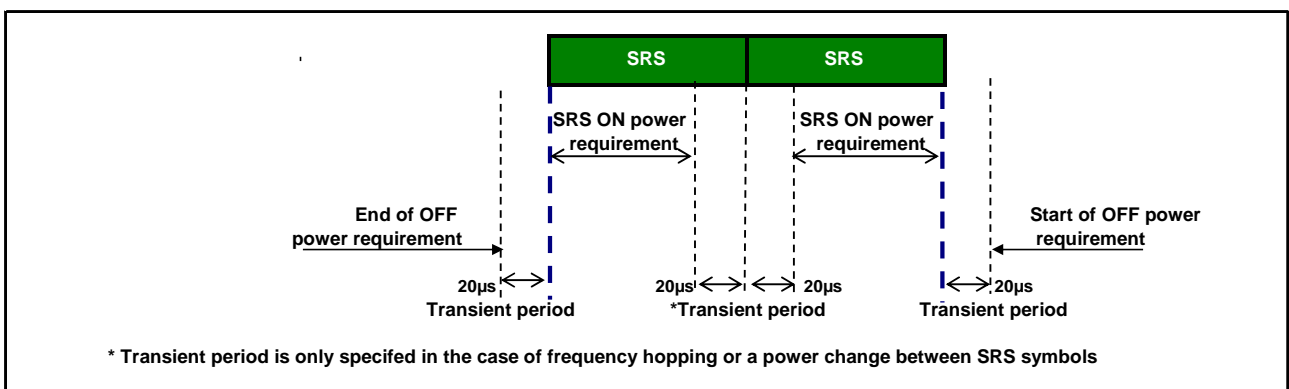 SRS SRS
SRS ON power
requirement
SRS ON power
requirement
End of OFF
power requirement
Start of OFF power
requirement
20µs 20µs 20µs 20µs
Transient period *Transient period Transient period
* Transient period is only specifed in the case of frequency hopping or a power change between SRS symbols